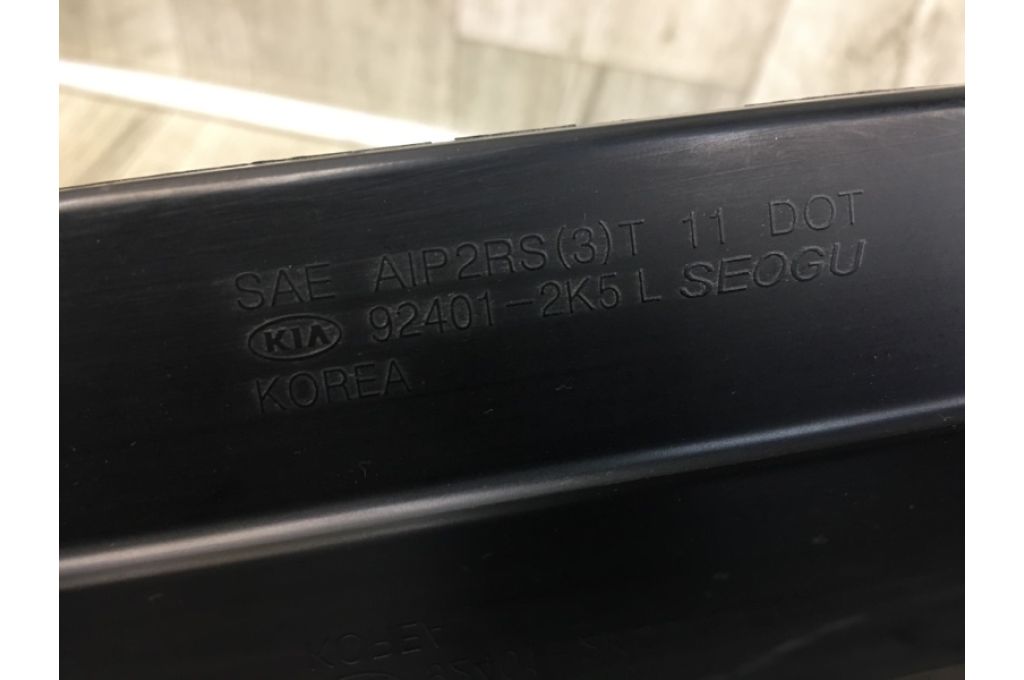 SAE AIP2RS(3)T 11 DOT
KIA 92401-2K5 L SEOGU
KOREA